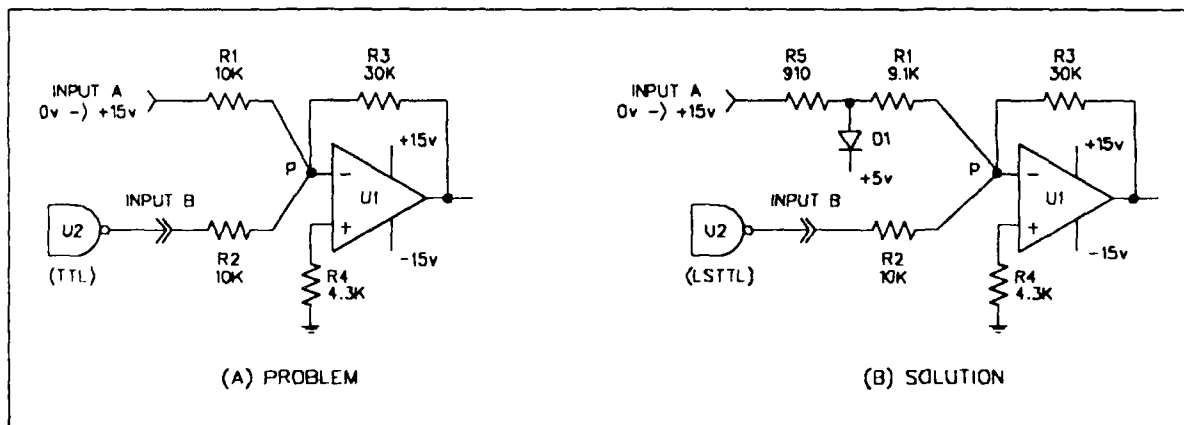 R1
10K
R3
30K
INPUT A
0v -) +15v
+15v
P
-
U1
INPUT B
+
U2
(TTL)
R2
10K
-15v
R4
4.3K
(A) PROBLEM
R5
910
R1
9.1K
R3
30K
INPUT A
0v -) +15v
D1
+5v
+15v
P
-
U1
INPUT B
+
U2
(LSTTL)
R2
10K
-15v
R4
4.3K
(B) SOLUTION